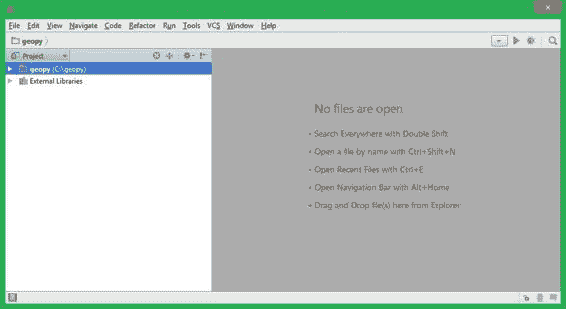 File Edit View Navigate Code Refactor Run Tools VCS Window Help
geopy
Project
geopy (C:\geopy)
External Libraries
No files are open
• Search Everywhere with Double Shift
• Open a file by name with Ctrl+Shift+N
• Open Recent Files with Ctrl+E
• Open Navigation Bar with Alt+Home
• Drag and Drop file(s) here from Explorer